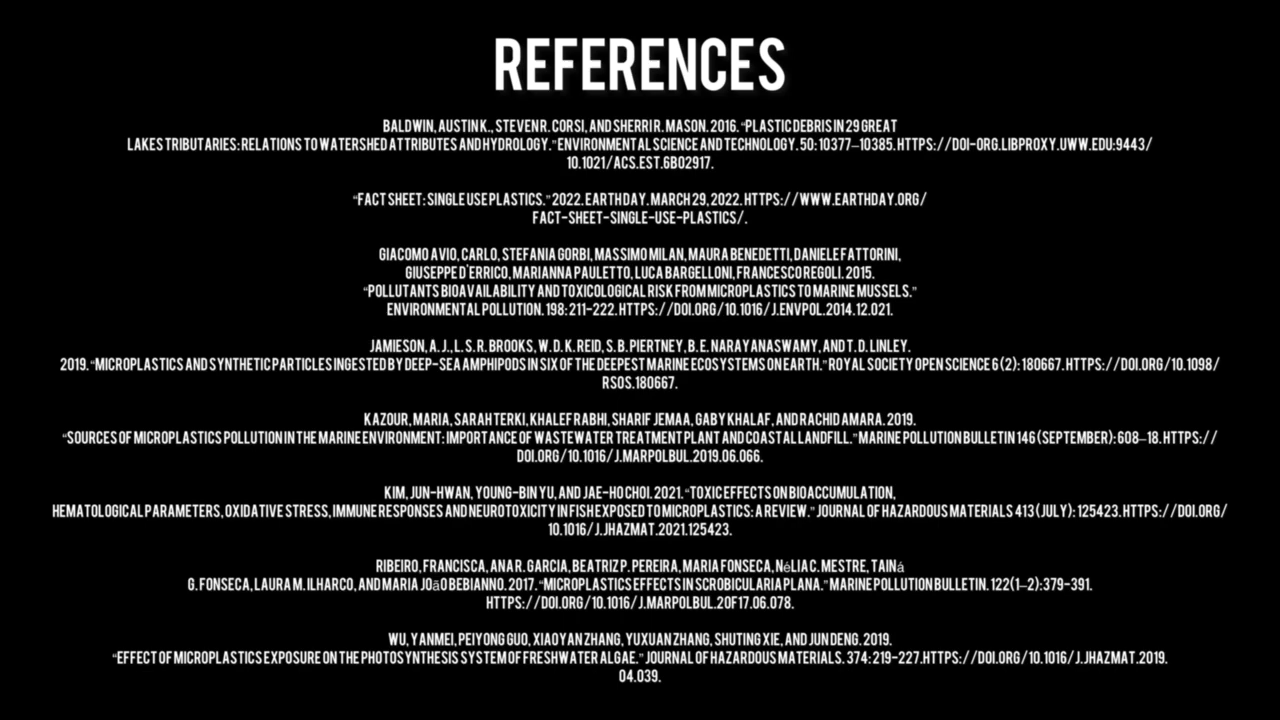 REFERENCES
BALDWIN, AUSTIN K., STEVEN R. CORSI, AND SHERRI R. MASON. 2016. “PLASTIC DEBRIS IN 29 GREAT
LAKES TRIBUTARIES: RELATIONS TO WATERSHED ATTRIBUTES AND HYDROLOGY.” ENVIRONMENTAL SCIENCE AND TECHNOLOGY. 50: 10377–10385. HTTPS://DOI-ORG.LIBPROXY.UWW.EDU:9443/
10.1021/ACS.EST.6B02917.
“FACT SHEET: SINGLE USE PLASTICS.” 2022. EARTH DAY. MARCH 29, 2022. HTTPS://WWW.EARTHDAY.ORG/
FACT-SHEET-SINGLE-USE-PLASTICS/.
GIACOMO AVIO, CARLO, STEFANIA GORBI, MASSIMO MILAN, MAURA BENEDETTI, DANIELE FATTORINI,
GIUSEPPE D'ERRICO, MARIANNA PAULETTO, LUCA BARGELLONI, FRANCESCO REGOLI. 2015.
“POLLUTANTS BIOAVAILABILITY AND TOXICOLOGICAL RISK FROM MICROPLASTICS TO MARINE MUSSELS.”
ENVIRONMENTAL POLLUTION. 198: 211-222. HTTPS://DOI.ORG/10.1016/J.ENVPOL.2014.12.021.
JAMIESON, A. J., L. S. R. BROOKS, W. D. K. REID, S. B. PIERTNEY, B. E. NARAYANASWAMY, AND T. D. LINLEY.
2019. “MICROPLASTICS AND SYNTHETIC PARTICLES INGESTED BY DEEP-SEA AMPHIPODS IN SIX OF THE DEEPEST MARINE ECOSYSTEMS ON EARTH.” ROYAL SOCIETY OPEN SCIENCE 6 (2): 180667. HTTPS://DOI.ORG/10.1098/
RSOS.180667.
KAZOUR, MARIA, SARAH TERKI, KHALEF RABHI, SHARIF JEMAA, GABY KHALAF, AND RACHID AMARA. 2019.
“SOURCES OF MICROPLASTICS POLLUTION IN THE MARINE ENVIRONMENT: IMPORTANCE OF WASTEWATER TREATMENT PLANT AND COASTAL LANDFILL.” MARINE POLLUTION BULLETIN 146 (SEPTEMBER): 608–18. HTTPS://
DOI.ORG/10.1016/J.MARPOLBUL.2019.06.066.
KIM, JUN-HWAN, YOUNG-BIN YU, AND JAE-HO CHOI. 2021. “TOXIC EFFECTS ON BIOACCUMULATION,
HEMATOLOGICAL PARAMETERS, OXIDATIVE STRESS, IMMUNE RESPONSES AND NEUROTOXICITY IN FISH EXPOSED TO MICROPLASTICS: A REVIEW.” JOURNAL OF HAZARDOUS MATERIALS 413 (JULY): 125423. HTTPS://DOI.ORG/
10.1016/J.JHAZMAT.2021.125423.
RIBEIRO, FRANCISCA, ANA R. GARCIA, BEATRIZ P. PEREIRA, MARIA FONSECA, NéLIA C. MESTRE, TAINá
G. FONSECA, LAURA M. ILHARCO, AND MARIA JOãO BEBIANNO. 2017. “MICROPLASTICS EFFECTS IN SCROBICULARIA PLANA.” MARINE POLLUTION BULLETIN. 122(1–2):379-391.
HTTPS://DOI.ORG/10.1016/J.MARPOLBUL.20F17.06.078.
WU, YANMEI, PEIYONG GUO, XIAOYAN ZHANG, YUXUAN ZHANG, SHUTING XIE, AND JUN DENG. 2019.
“EFFECT OF MICROPLASTICS EXPOSURE ON THE PHOTOSYNTHESIS SYSTEM OF FRESHWATER ALGAE.” JOURNAL OF HAZARDOUS MATERIALS. 374: 219-227.HTTPS://DOI.ORG/10.1016/J.JHAZMAT.2019.
04.039.